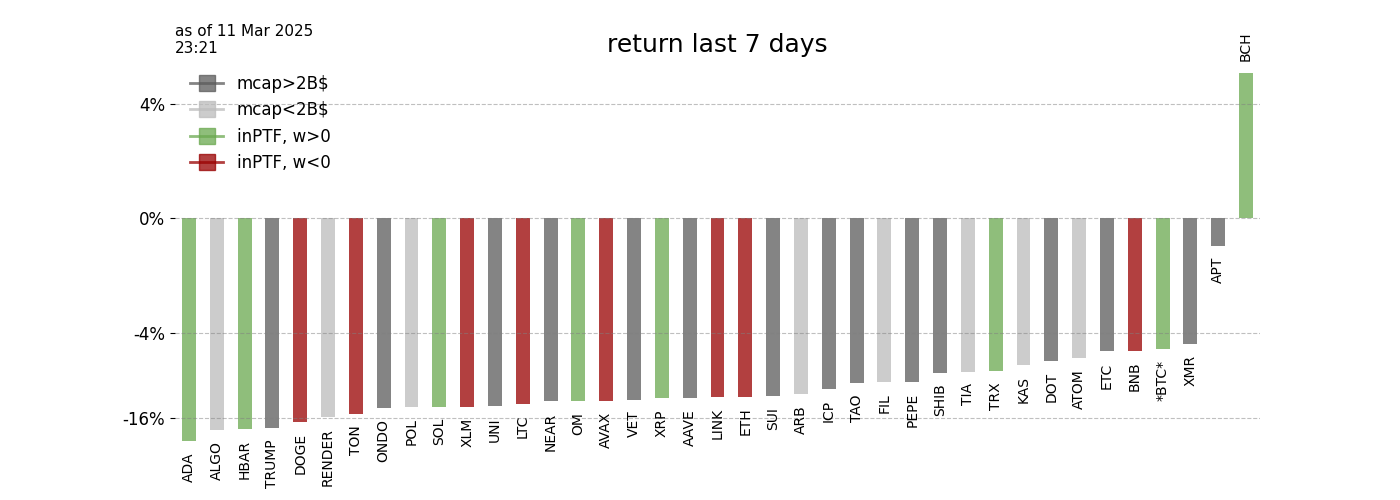 as of 11 Mar 2025
23:21
return last 7 days
mcap>2B$
mcap<2B$
inPTF, w>0
inPTF, w<0
4%
0%
-4%
-16%
ADA
ALGO
HBAR
TRUMP
DOGE
RENDER
TON
ONDO
POL
SOL
XLM
UNI
LTC
NEAR
OM
AVAX
VET
XRP
AAVE
LINK
ETH
SUI
ARB
ICP
TAO
FIL
PEPE
SHIB
TIA
TRX
KAS
DOT
ATOM
ETC
BNB
*BTC*
XMR
APT
BCH